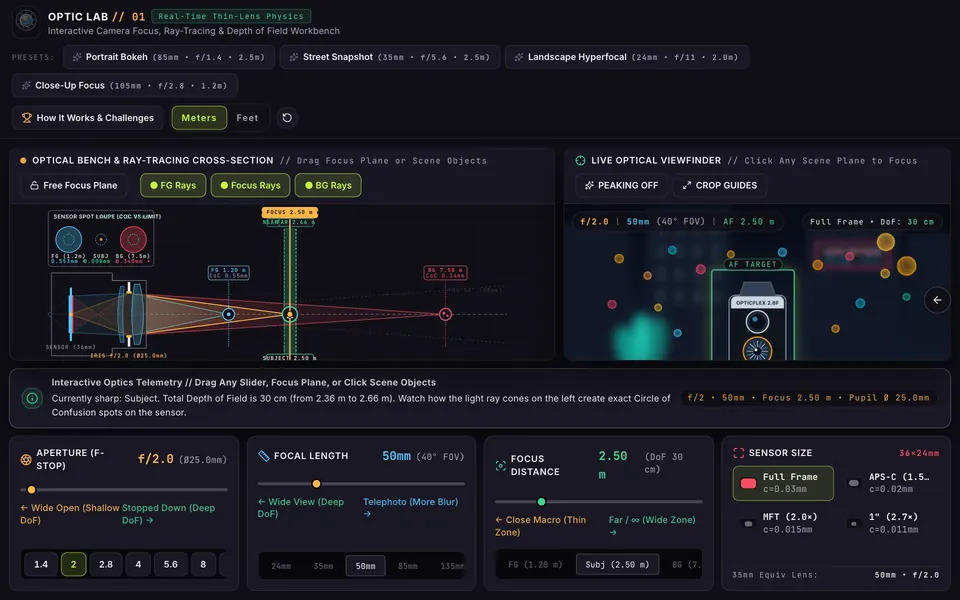 OPTIC LAB // 01 Real-Time Thin-Lens Physics
Interactive Camera Focus, Ray-Tracing & Depth of Field Workbench
PRESETS: Portrait Bokeh (85mm • f/1.4 • 2.5m) Street Snapshot (35mm • f/5.6 • 2.5m) Landscape Hyperfocal (24mm • f/11 • 2.0m)
Close-Up Focus (105mm • f/2.8 • 1.2m)
How It Works & Challenges Meters Feet
OPTICAL BENCH & RAY-TRACING CROSS-SECTION // Drag Focus Plane or Scene Objects
Free Focus Plane FG Rays Focus Rays BG Rays
SENSOR SPOT LOUPE (COC VS LIMIT)
FG (1.2m) SUBJ BG (7.5m)
0.553mm 0.000mm 0.340mm
FOCUS 2.50 m
FG 1.20 m
CoC 0.55mm
BG 7.50 m
CoC 0.34mm
SENSOR (36mm)
IRIS f/2.0 (Ø25.0mm)
SUBJECT 2.50 m
LIVE OPTICAL VIEWFINDER // Click Any Scene Plane to Focus
PEAKING OFF CROP GUIDES
f/2.0 | 50mm (40° FOV) | AF 2.50 m Full Frame • DoF: 30 cm
AF TARGET
OPTICFLEX 2.8F
Interactive Optics Telemetry // Drag Any Slider, Focus Plane, or Click Scene Objects
Currently sharp: Subject. Total Depth of Field is 30 cm (from 2.36 m to 2.66 m). Watch how the light ray cones on the left create exact Circle of
Confusion spots on the sensor.
f/2 • 50mm • Focus 2.50 m • Pupil Ø 25.0mm
APERTURE (F-
STOP)
f/2.0 (Ø25.0mm)
← Wide Open (Shallow
DoF)
Stopped Down (Deep
DoF) →
1.4 2 2.8 4 5.6 8
FOCAL LENGTH 50mm (40° FOV)
← Wide View (Deep
DoF)
Telephoto (More Blur)
→
24mm 35mm 50mm 85mm 135mm
FOCUS
DISTANCE
2.50
m
(DoF 30
cm)
← Close Macro (Thin
Zone)
Far / ∞ (Wide Zone)
→
FG (1.20 m) Subj (2.50 m) BG (7.
SENSOR SIZE 36×24mm
Full Frame
c=0.03mm
APS-C (1.5…
c=0.02mm
MFT (2.0×)
c=0.015mm
1" (2.7×)
c=0.011mm
35mm Equiv Lens: 50mm • f/2.0